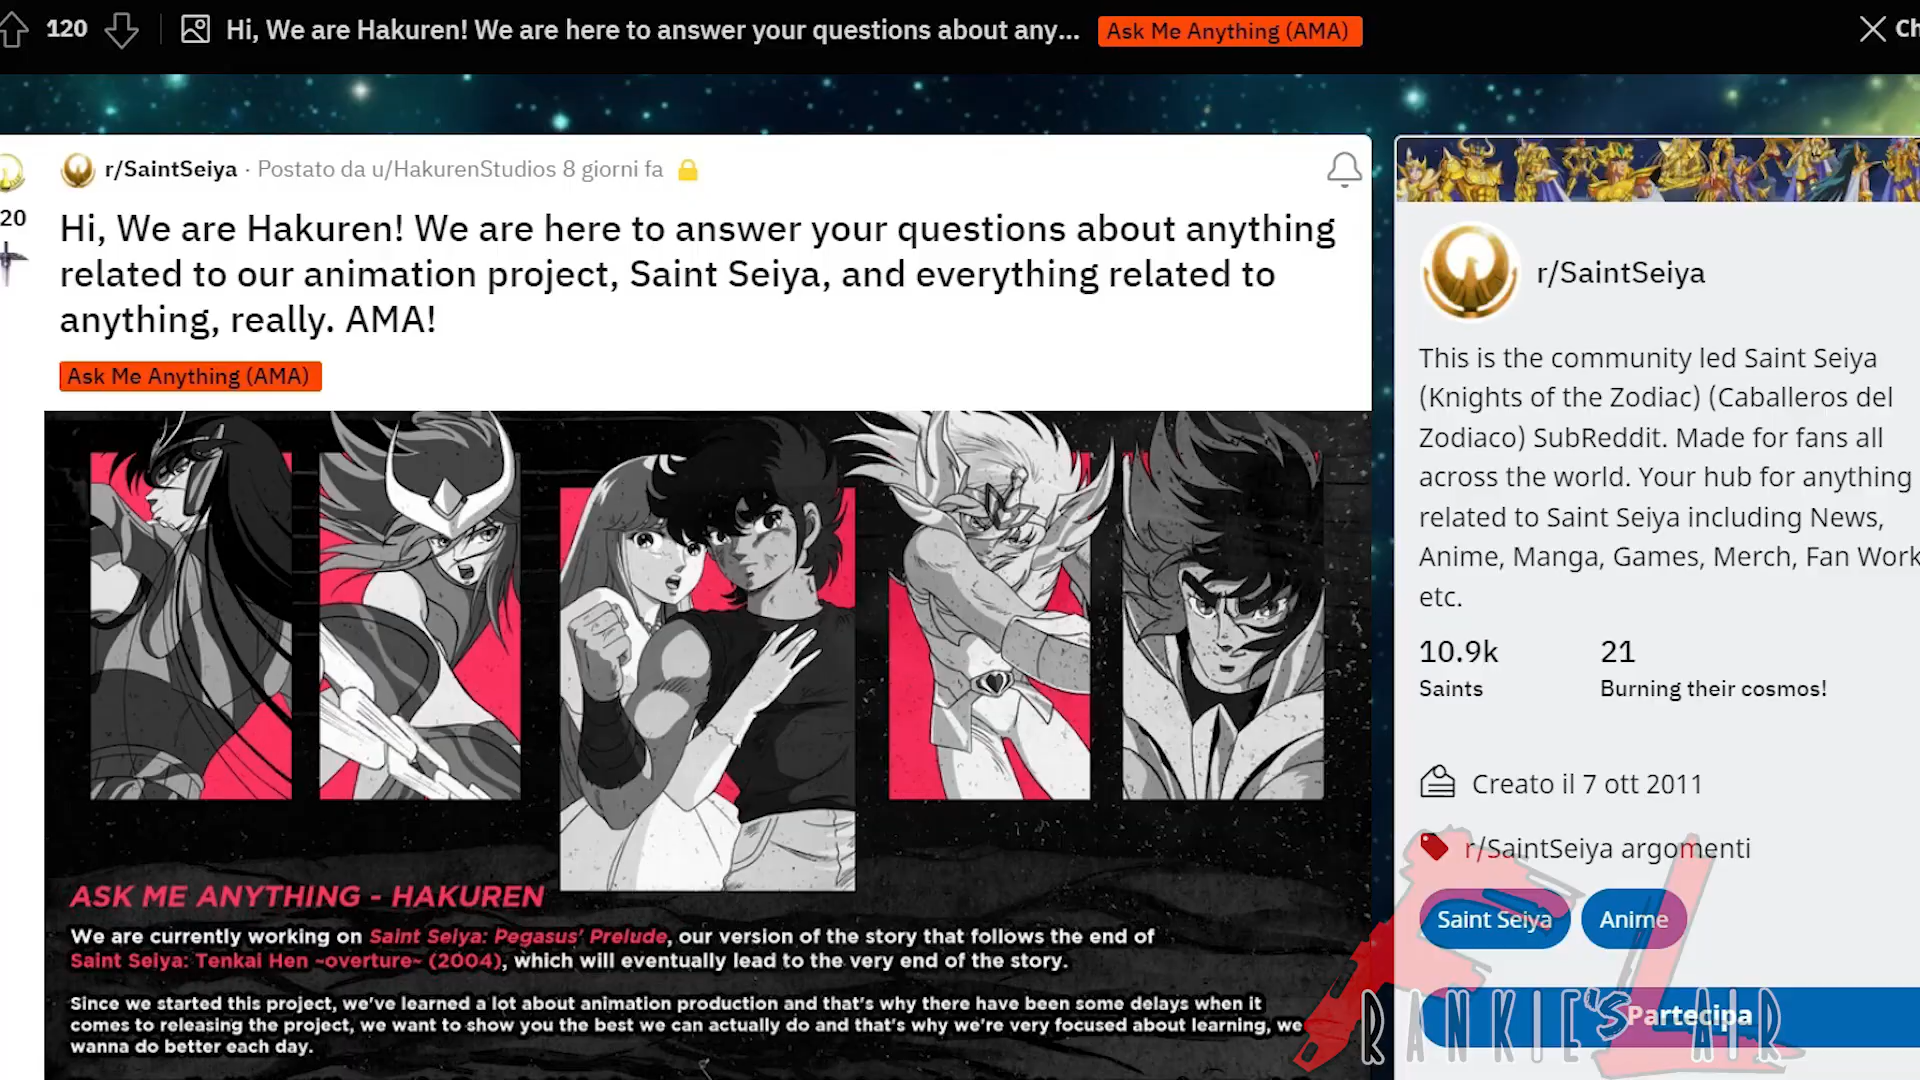 120
Hi, We are Hakuren! We are here to answer your questions about any...
Ask Me Anything (AMA)
r/SaintSeiya · Postato da u/HakurenStudios 8 giorni fa
20
Hi, We are Hakuren! We are here to answer your questions about anything
related to our animation project, Saint Seiya, and everything related to
anything, really. AMA!
Ask Me Anything (AMA)
ASK ME ANYTHING - HAKUREN
We are currently working on Saint Seiya: Pegasus' Prelude, our version of the story that follows the end of
Saint Seiya: Tenkai Hen ~overture~ (2004), which will eventually lead to the very end of the story.
Since we started this project, we've learned a lot about animation production and that's why there have been some delays when it
comes to releasing the project, we want to show you the best we can actually do and that's why we're very focused about learning, we
wanna do better each day.
r/SaintSeiya
This is the community led Saint Seiya
(Knights of the Zodiac) (Caballeros del
Zodiaco) SubReddit. Made for fans all
across the world. Your hub for anything
related to Saint Seiya including News,
Anime, Manga, Games, Merch, Fan Work
etc.
10.9k 21
Saints Burning their cosmos!
Creato il 7 ott 2011
r/SaintSeiya argomenti
Saint Seiya Anime
Partecipa